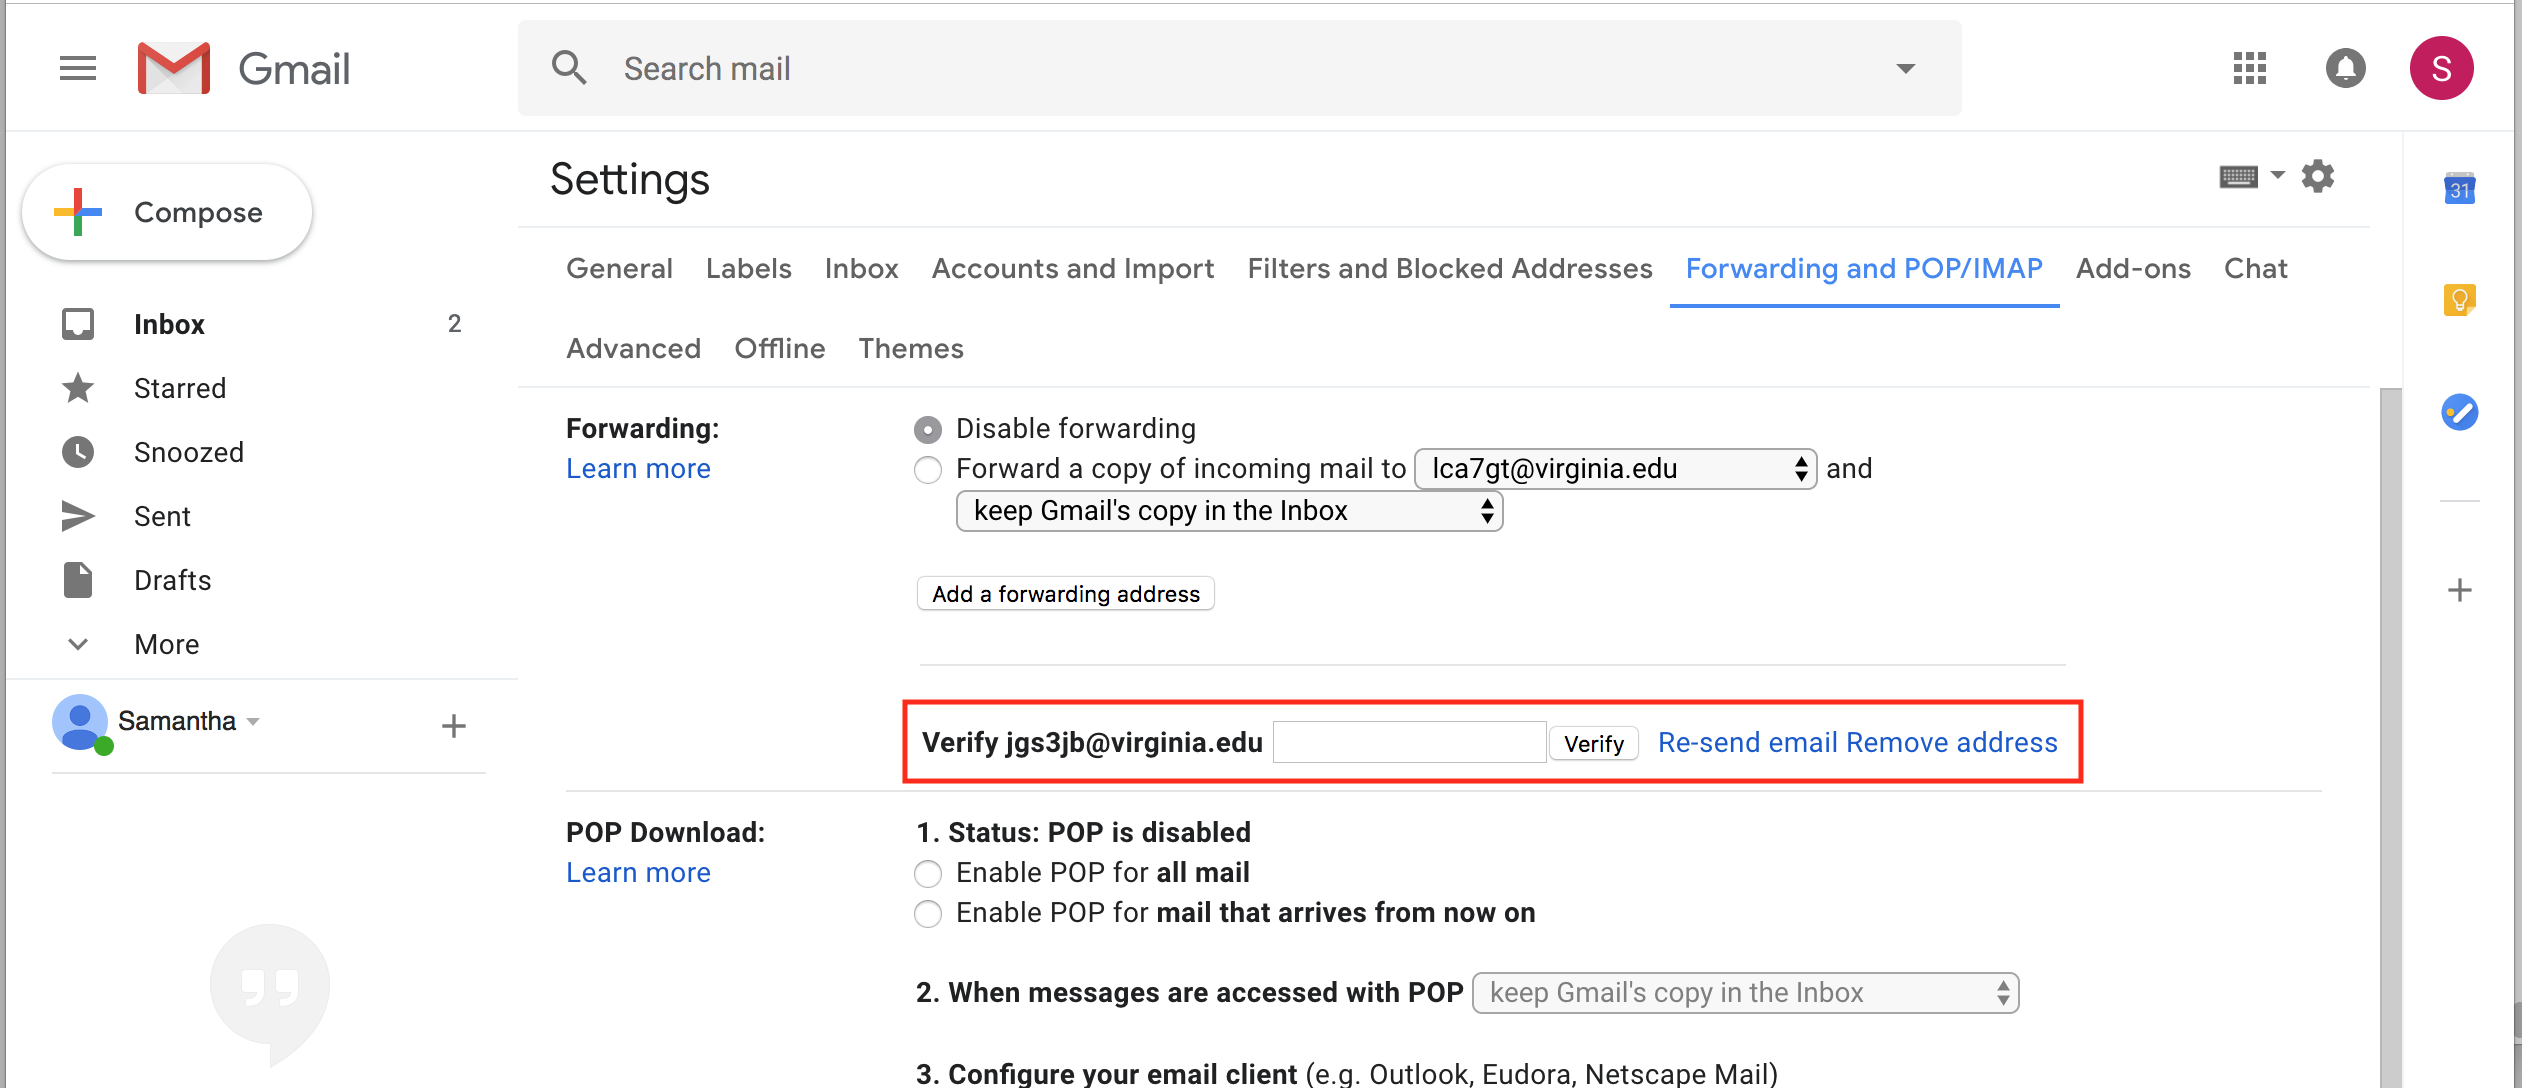 Gmail
Search mail
S
Compose
Settings
31
General Labels Inbox Accounts and Import Filters and Blocked Addresses Forwarding and POP/IMAP Add-ons Chat
Advanced Offline Themes
Inbox 2
Starred
Snoozed
Sent
Drafts
More
Samantha
Forwarding:
Learn more
Disable forwarding
Forward a copy of incoming mail to lca7gt@virginia.edu and
keep Gmail's copy in the Inbox
Add a forwarding address
Verify jgs3jb@virginia.edu Verify Re-send email Remove address
POP Download:
Learn more
1. Status: POP is disabled
Enable POP for all mail
Enable POP for mail that arrives from now on
2. When messages are accessed with POP keep Gmail's copy in the Inbox
3. Configure your email client (e.g. Outlook, Eudora, Netscape Mail)